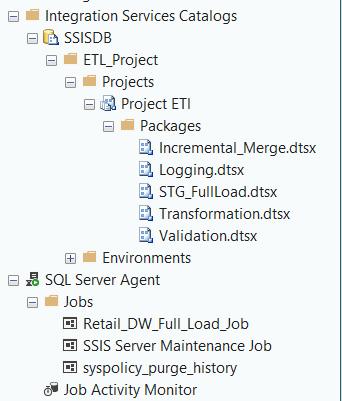 Integration Services Catalogs
SSISDB
ETL_Project
Projects
Project ETl
Packages
Incremental_Merge.dtsx
Logging.dtsx
STG_FullLoad.dtsx
Transformation.dtsx
Validation.dtsx
Environments
SQL Server Agent
Jobs
Retail_DW_Full_Load_Job
SSIS Server Maintenance Job
syspolicy_purge_history
Job Activity Monitor